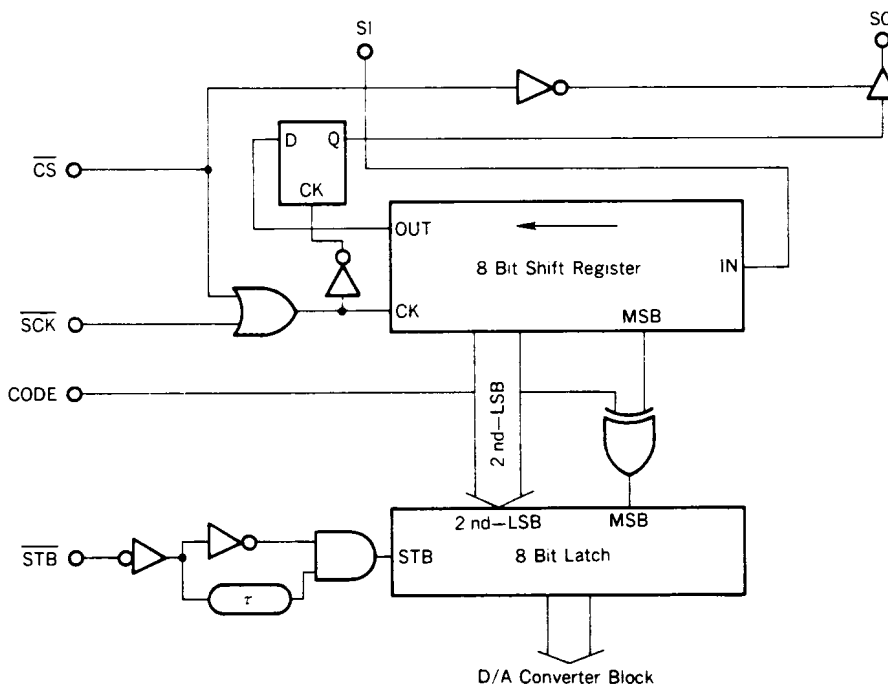 SI
SO
D Q
CK
CS
OUT
8 Bit Shift Register
IN
SCK
CK
MSB
CODE
2 nd–LSB
2 nd–LSB
MSB
STB
STB
8 Bit Latch
τ
D/A Converter Block